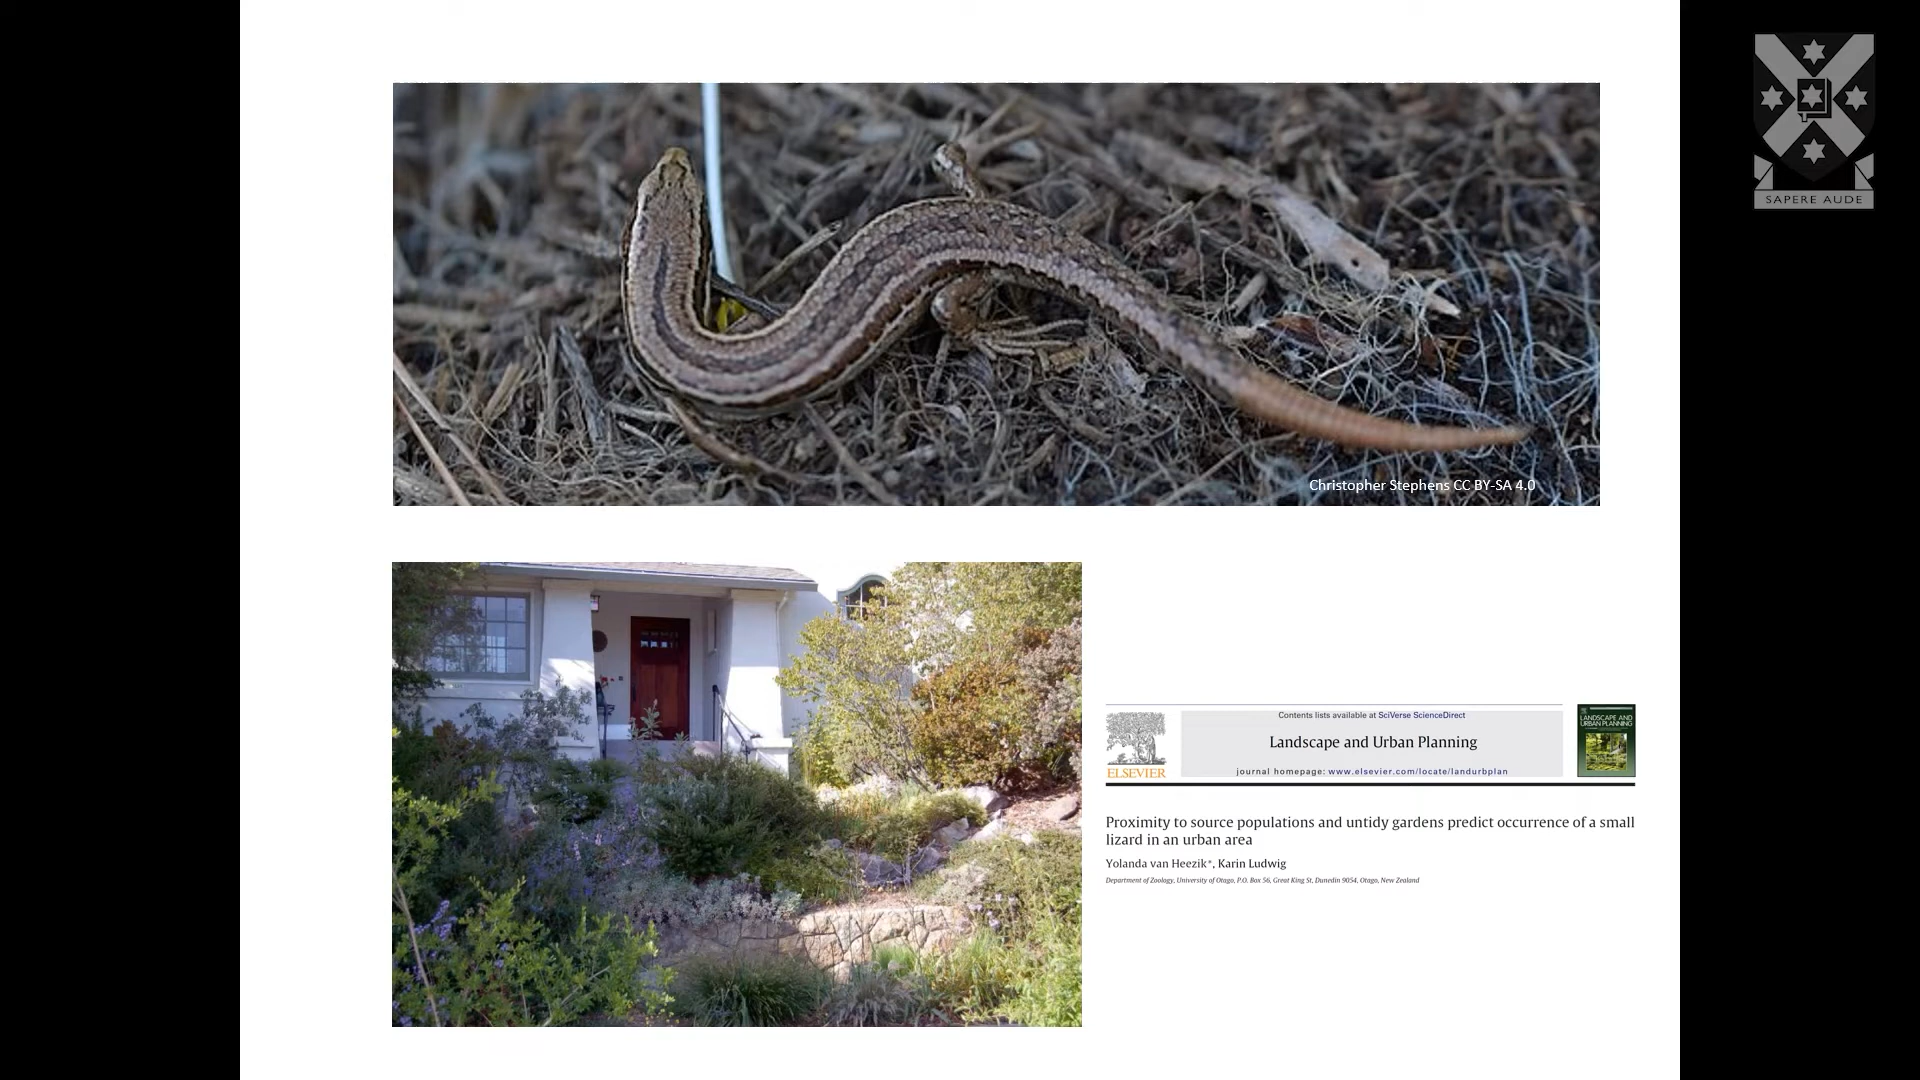 SAPERE AUDE
Christopher Stephens CC BY-SA 4.0
Contents lists available at SciVerse ScienceDirect
Landscape and Urban Planning
journal homepage: www.elsevier.com/locate/landurbplan
ELSEVIER
LANDSCAPE AND
URBAN PLANNING
Proximity to source populations and untidy gardens predict occurrence of a small
lizard in an urban area
Yolanda van Heezik*, Karin Ludwig
Department of Zoology, University of Otago, P.O. Box 56, Great King St, Dunedin 9054, Otago, New Zealand